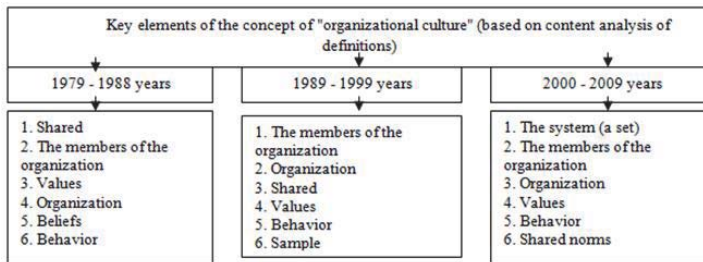 Key elements of the concept of "organizational culture" (based on content analysis of
definitions)
1979 - 1988 years
1989 - 1999 years
2000 - 2009 years
1. Shared
2. The members of the
organization
3. Values
4. Organization
5. Beliefs
6. Behavior
1. The members of the
organization
2. Organization
3. Shared
4. Values
5. Behavior
6. Sample
1. The system (a set)
2. The members of the
organization
3. Organization
4. Values
5. Behavior
6. Shared norms